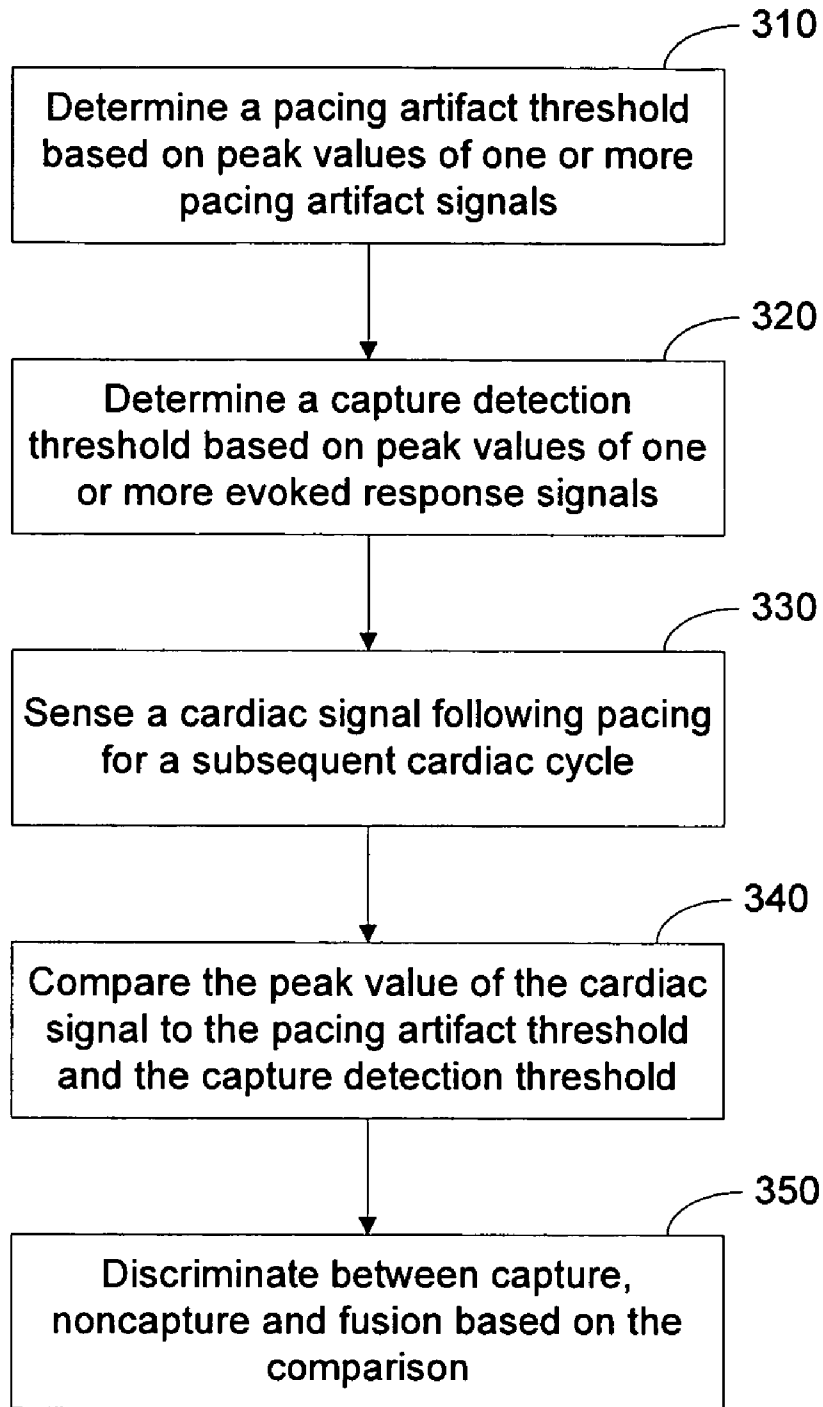 310
Determine a pacing artifact threshold
based on peak values of one or more
pacing artifact signals
320
Determine a capture detection
threshold based on peak values of one
or more evoked response signals
330
Sense a cardiac signal following pacing
for a subsequent cardiac cycle
340
Compare the peak value of the cardiac
signal to the pacing artifact threshold
and the capture detection threshold
350
Discriminate between capture,
noncapture and fusion based on the
comparison